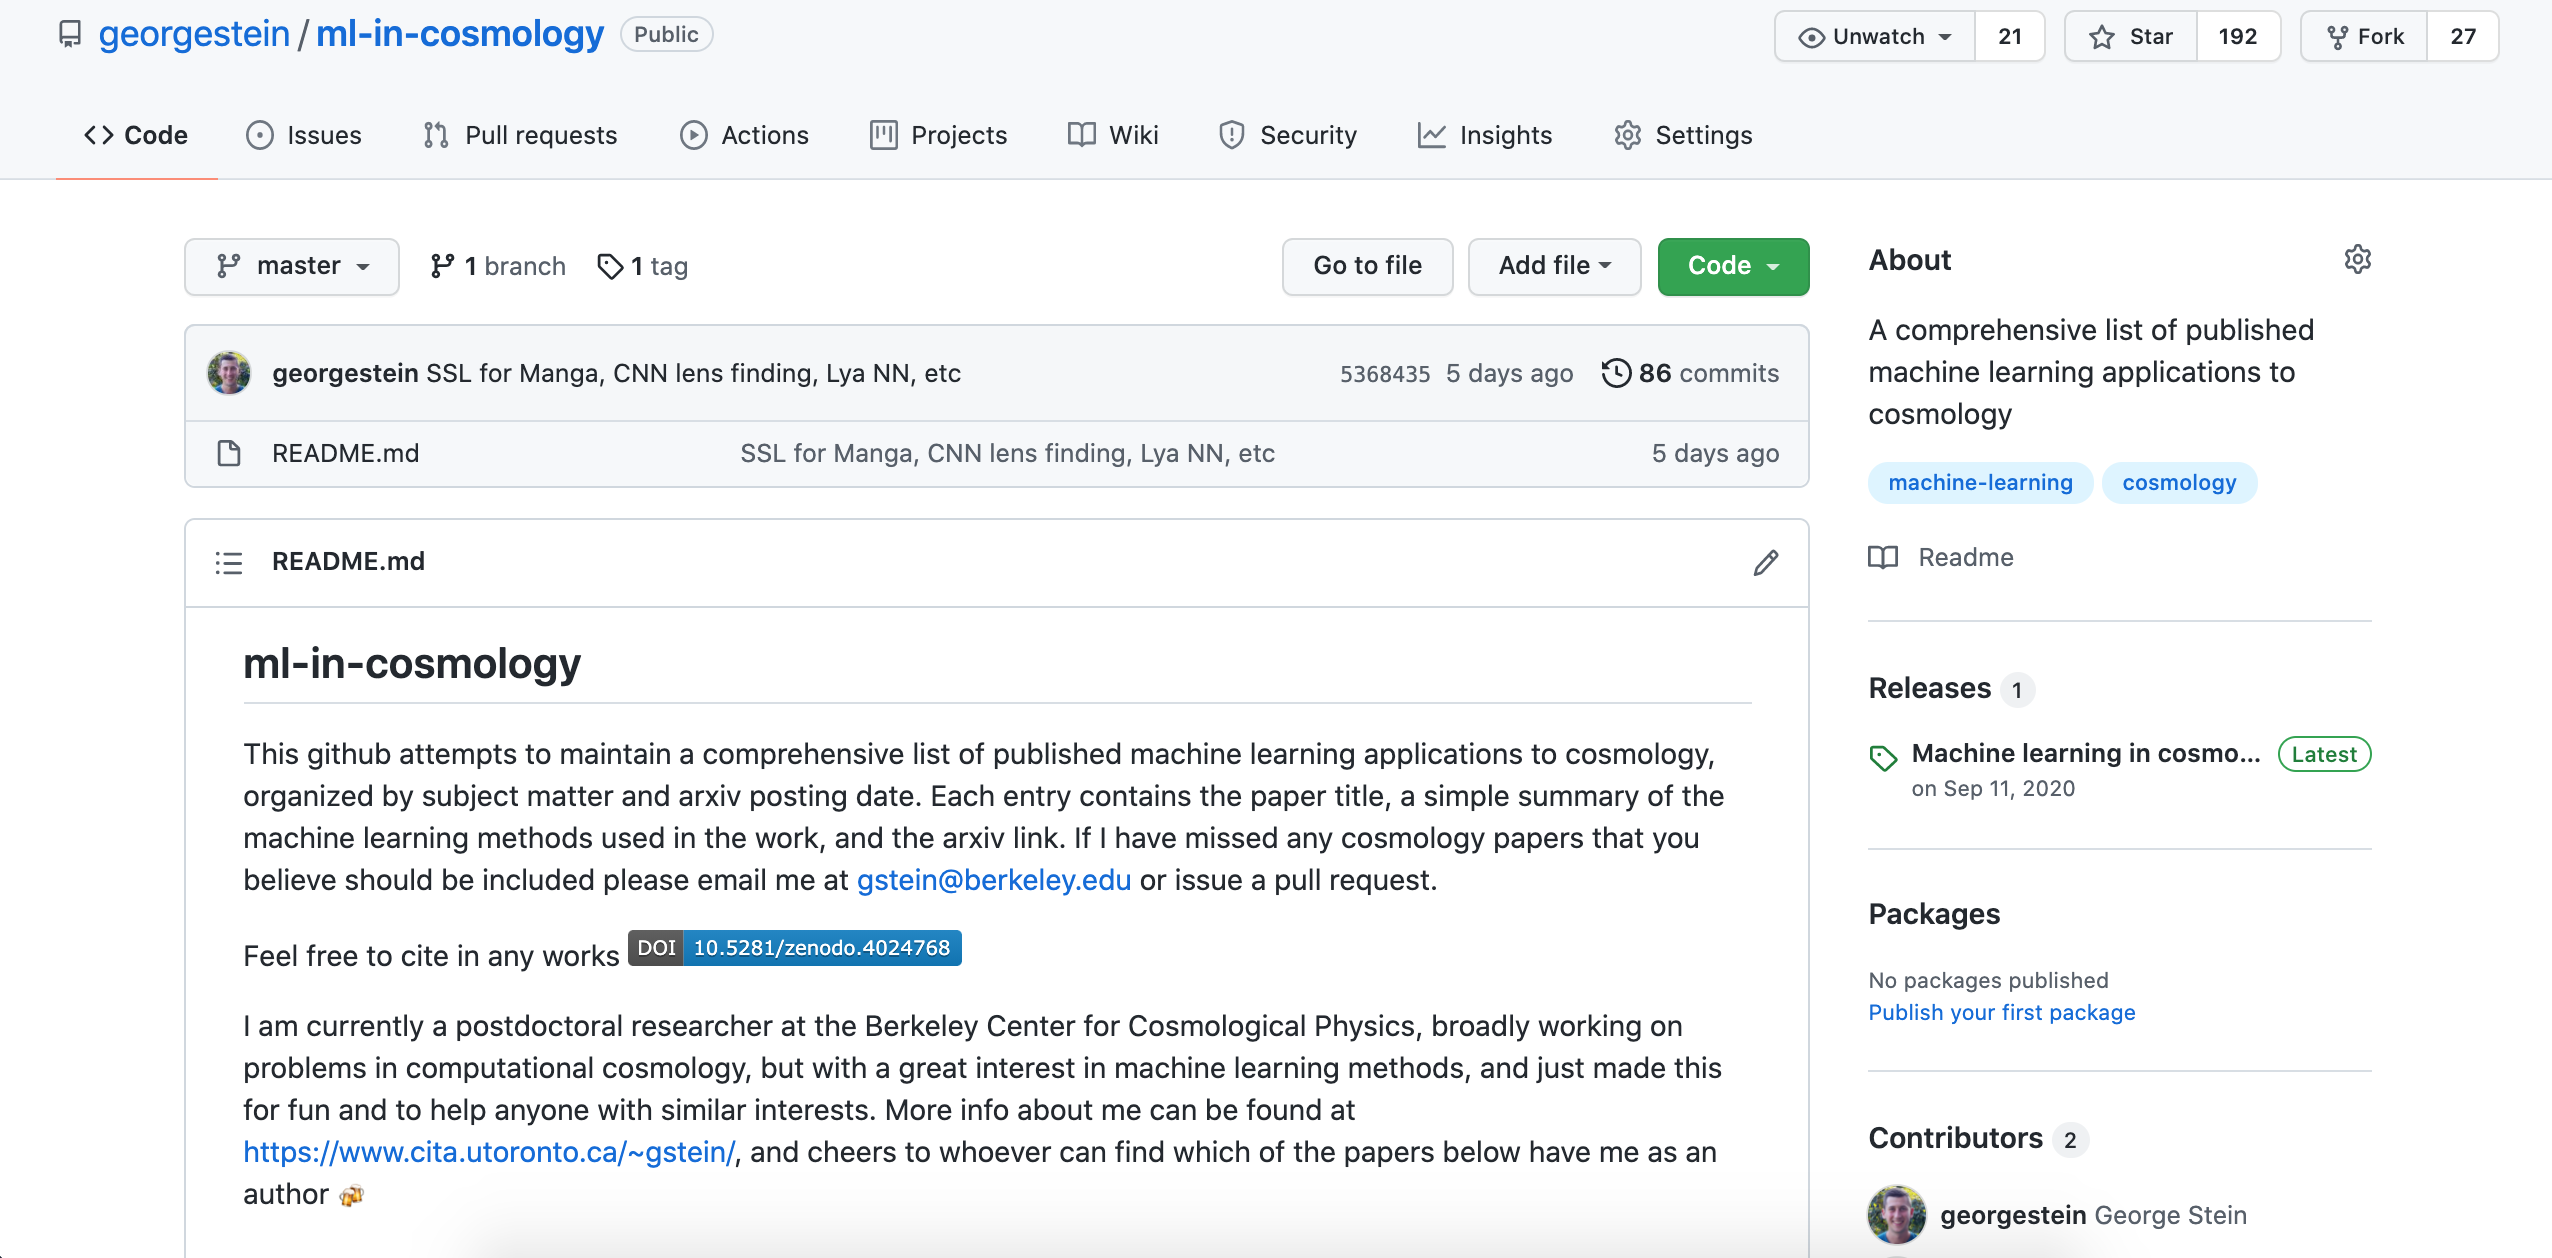 georgestein / ml-in-cosmology Public
Unwatch 21 Star 192 Fork 27
Code Issues Pull requests Actions Projects Wiki Security Insights Settings
master 1 branch 1 tag Go to file Add file Code
georgestein SSL for Manga, CNN lens finding, Lya NN, etc 5368435 5 days ago 86 commits
README.md SSL for Manga, CNN lens finding, Lya NN, etc 5 days ago
README.md
ml-in-cosmology
This github attempts to maintain a comprehensive list of published machine learning applications to cosmology,
organized by subject matter and arxiv posting date. Each entry contains the paper title, a simple summary of the
machine learning methods used in the work, and the arxiv link. If I have missed any cosmology papers that you
believe should be included please email me at gstein@berkeley.edu or issue a pull request.
Feel free to cite in any works DOI 10.5281/zenodo.4024768
I am currently a postdoctoral researcher at the Berkeley Center for Cosmological Physics, broadly working on
problems in computational cosmology, but with a great interest in machine learning methods, and just made this
for fun and to help anyone with similar interests. More info about me can be found at
https://www.cita.utoronto.ca/~gstein/, and cheers to whoever can find which of the papers below have me as an
author 🍻
About
A comprehensive list of published
machine learning applications to
cosmology
machine-learning cosmology
Readme
Releases 1
Machine learning in cosmo... Latest
on Sep 11, 2020
Packages
No packages published
Publish your first package
Contributors 2
georgestein George Stein